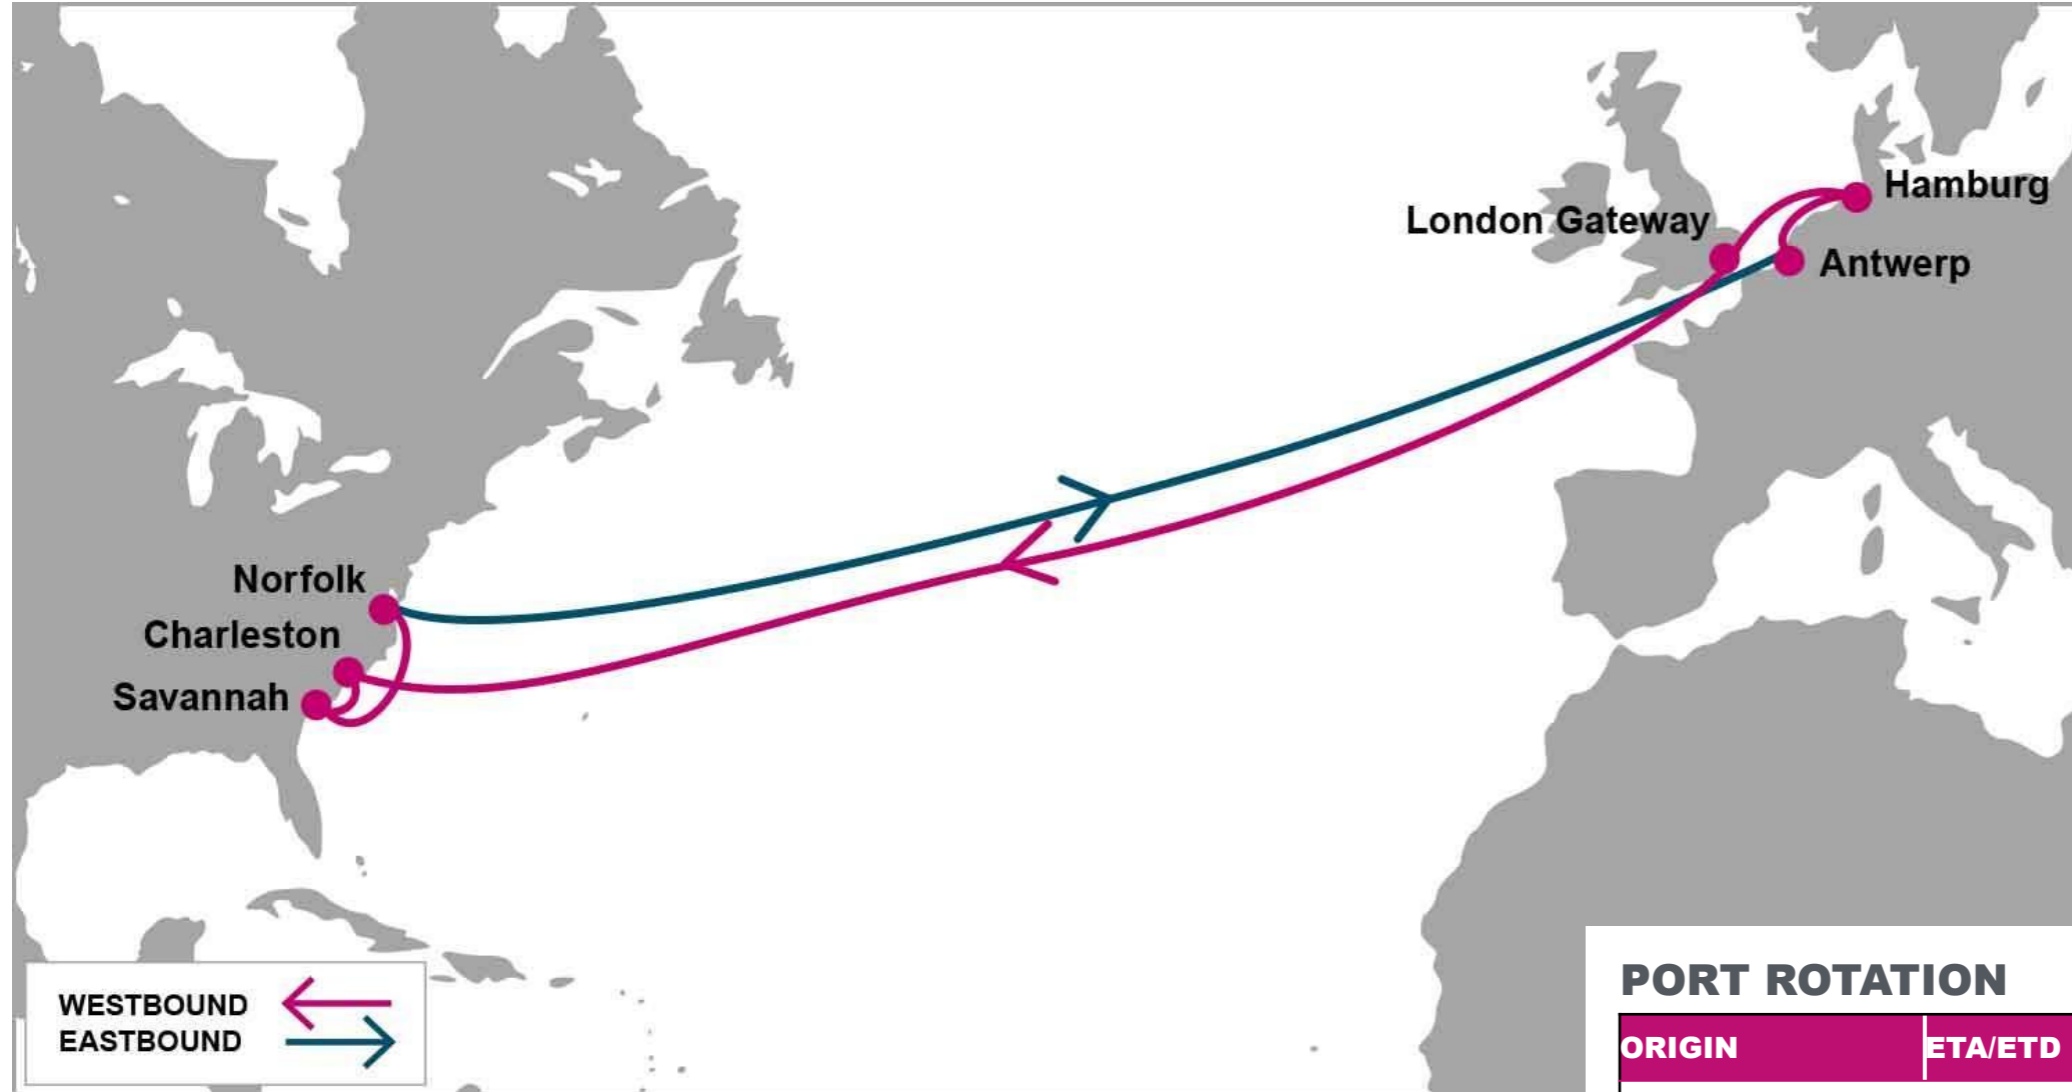 Hamburg
London Gateway
Antwerp
Norfolk
Charleston
Savannah
WESTBOUND
EASTBOUND
PORT ROTATION
ORIGIN ETA/ETD